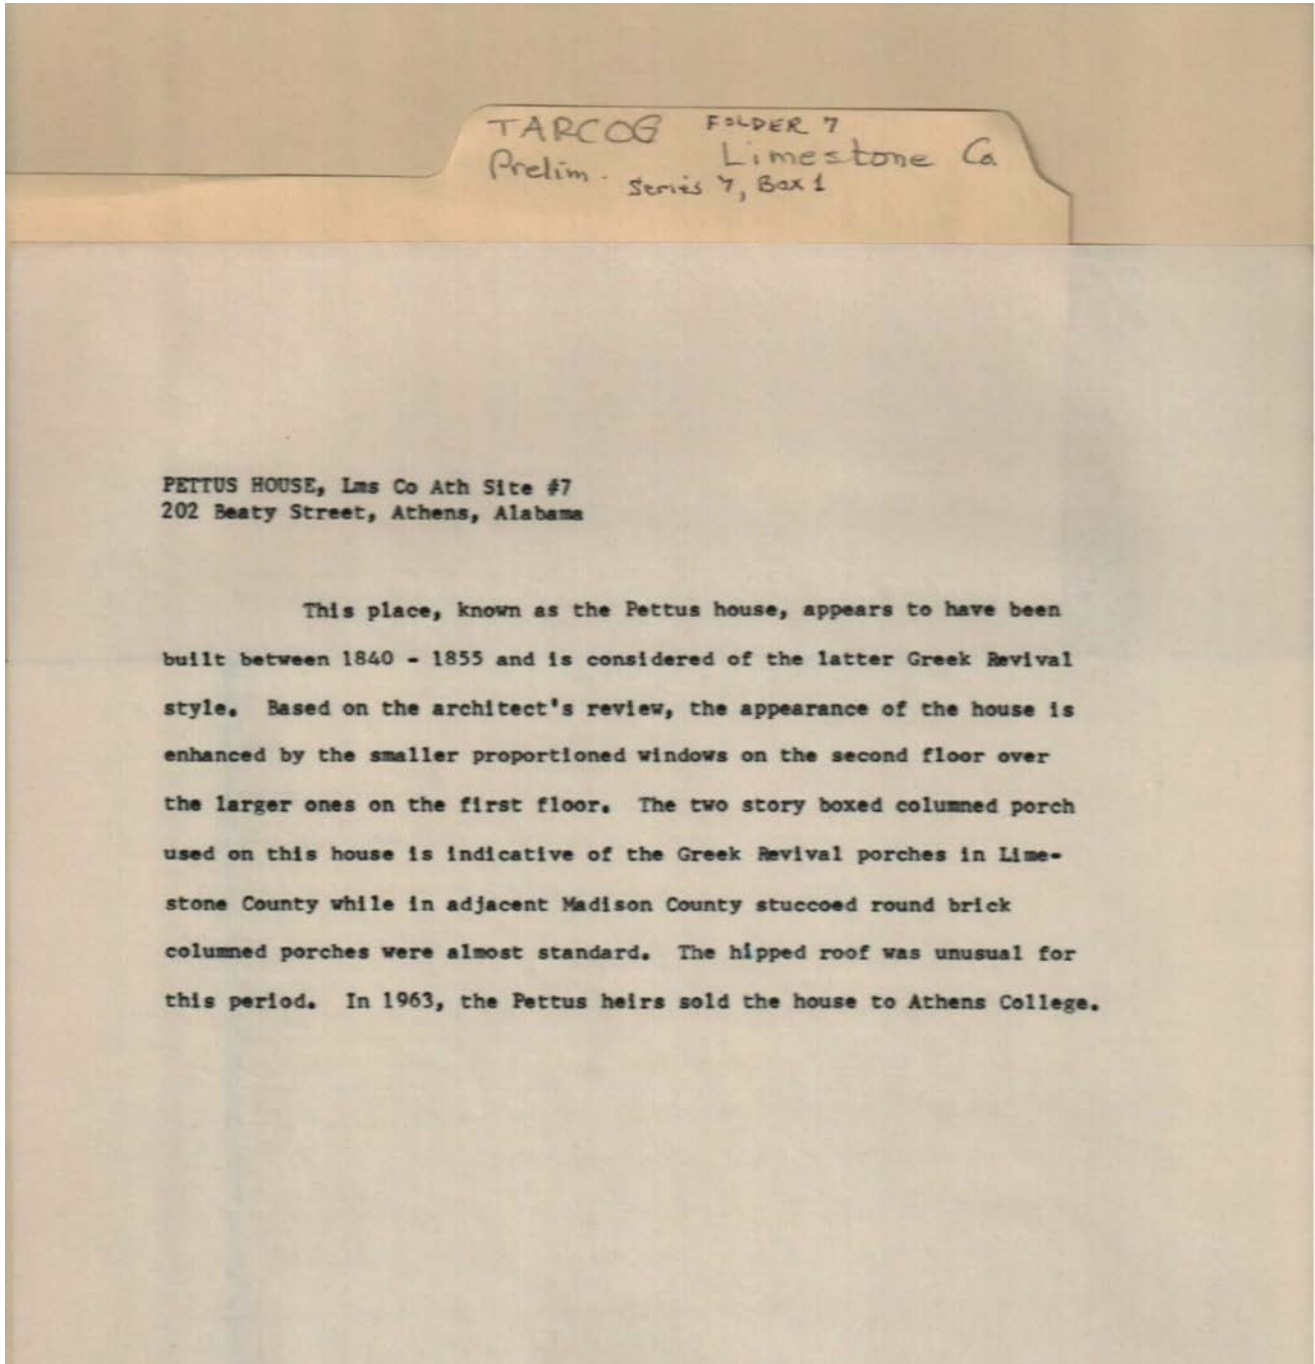 TARCOG FOLDER 7
Prelim. Limestone Co
Series 7, Box 1
PETTUS HOUSE, Lms Co Ath Site #7
202 Beaty Street, Athens, Alabama
This place, known as the Pettus house, appears to have been
built between 1840 - 1855 and is considered of the latter Greek Revival
style. Based on the architect's review, the appearance of the house is
enhanced by the smaller proportioned windows on the second floor over
the larger ones on the first floor. The two story boxed columned porch
used on this house is indicative of the Greek Revival porches in Lime-
stone County while in adjacent Madison County stuccoed round brick
columned porches were almost standard. The hipped roof was unusual for
this period. In 1963, the Pettus heirs sold the house to Athens College.